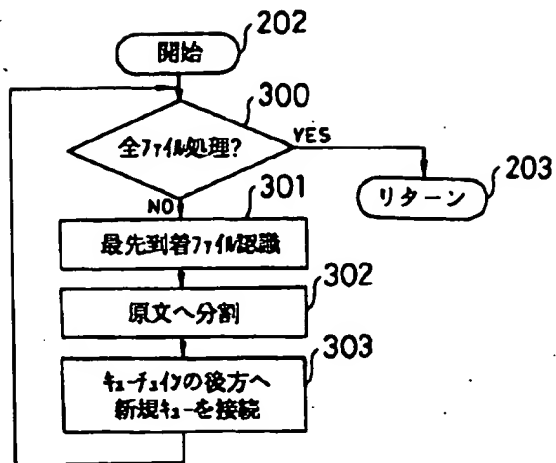 202
開始
300
全ファイル処理?
YES
203
リターン
NO
301
最先到着ファイル認識
302
原文へ分割
303
キューチェインの後方へ
新規キューを接続